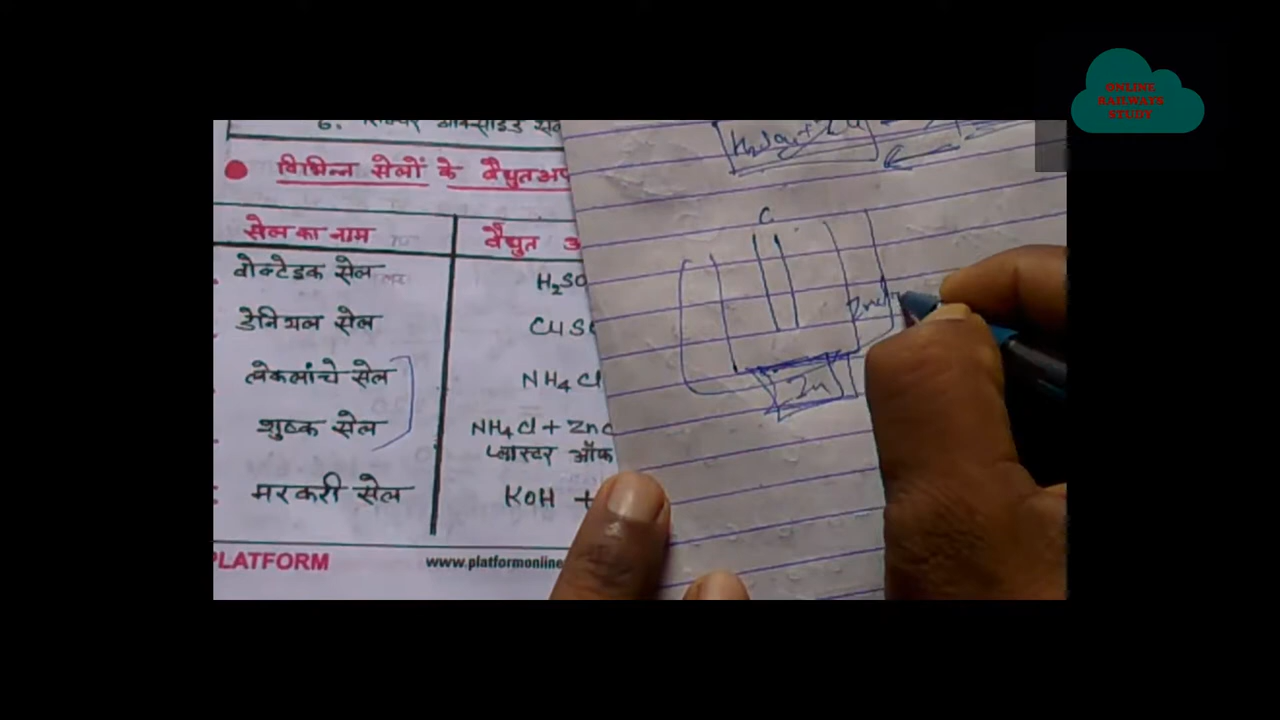 ONLINE
RAILWAYS
STUDY
विभिन्न सेलों के वैद्युत अप
सेल का नाम
वैद्युत अ
वोल्टेइक सेल
H₂SO
डेनियल सेल
CuS
लेकलांचे सेल
NH₄Cl
शुष्क सेल
NH₄Cl + ZnC
प्लास्टर ऑफ
मरकरी सेल
KOH +
PLATFORM
www.platformonline
C
Zn